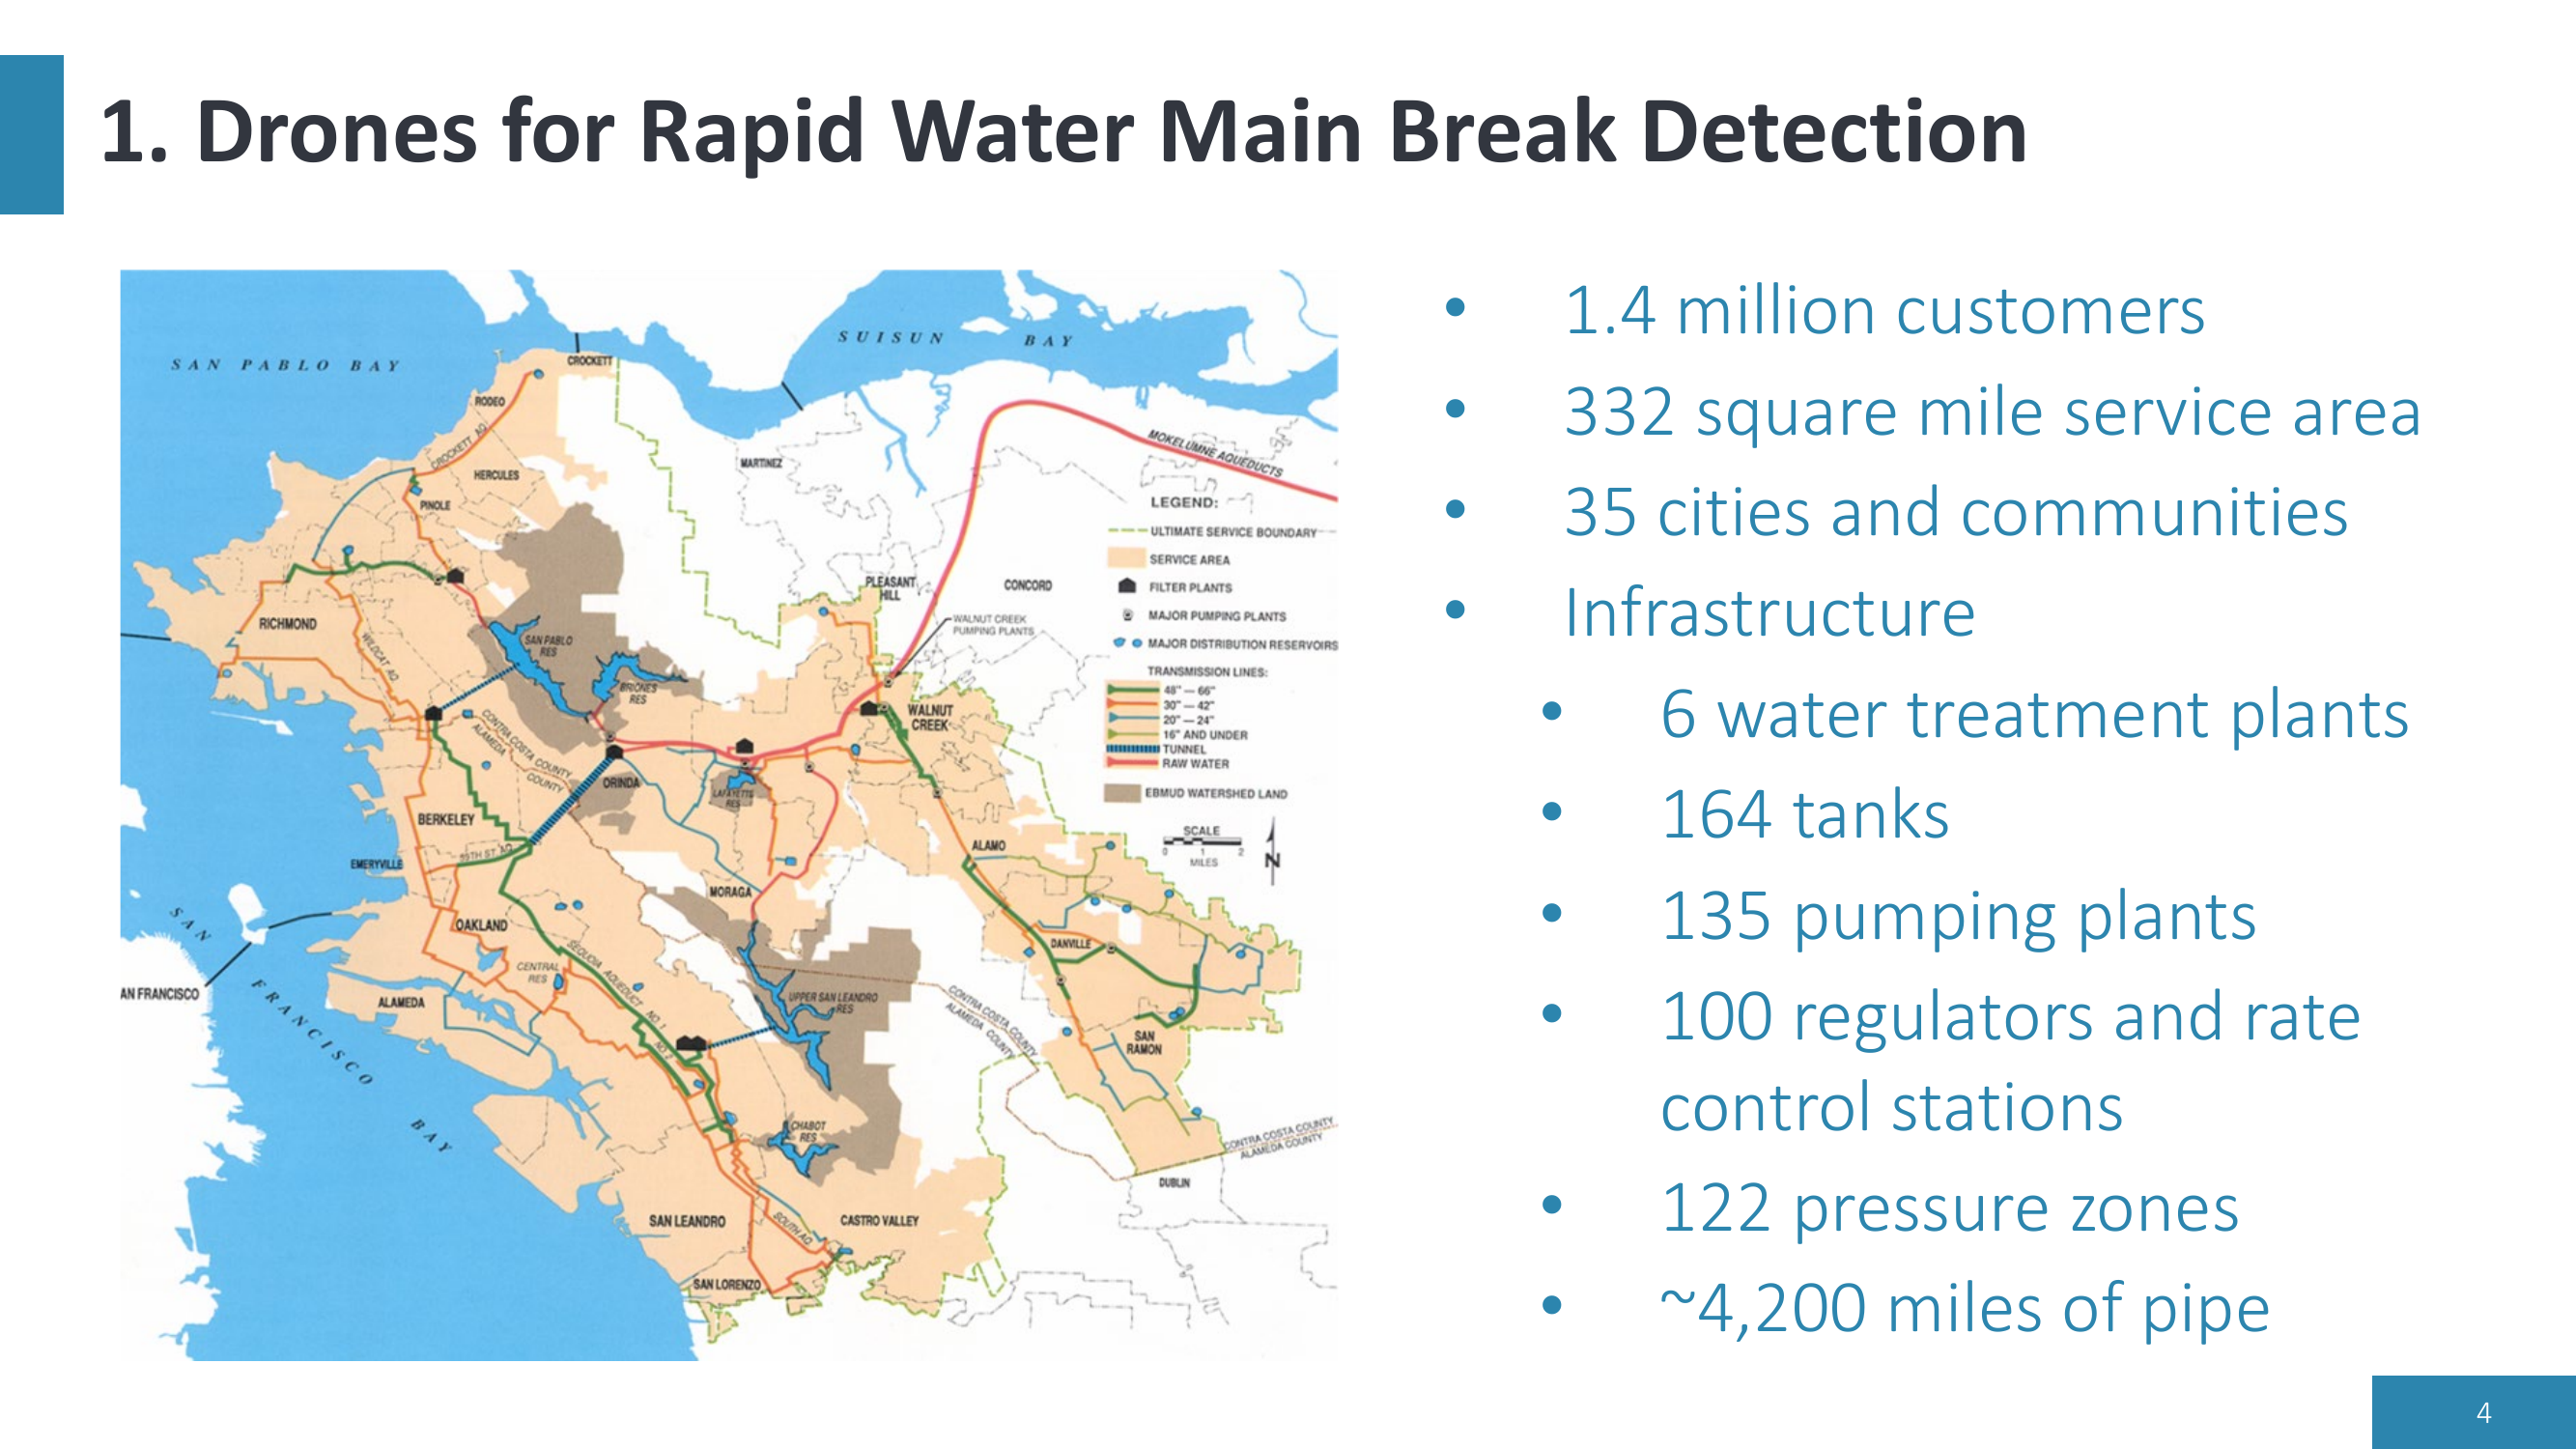 1. Drones for Rapid Water Main Break Detection
SAN PABLO BAY
SUISUN BAY
CROCKETT
RODEO
CROCKETT AQ.
HERCULES
PINOLE
MARTINEZ
MOKELUMNE AQUEDUCTS
LEGEND:
ULTIMATE SERVICE BOUNDARY
SERVICE AREA
FILTER PLANTS
MAJOR PUMPING PLANTS
MAJOR DISTRIBUTION RESERVOIRS
TRANSMISSION LINES:
48" — 66"
30" — 42"
20" — 24"
16" AND UNDER
TUNNEL
RAW WATER
EBMUD WATERSHED LAND
SCALE
0 1 2
MILES
N
PLEASANT
HILL
CONCORD
WALNUT CREEK
PUMPING PLANTS
RICHMOND
WILDCAT AQ.
SAN PABLO
RES
BRIONES
RES
WALNUT
CREEK
CONTRA COSTA COUNTY
ALAMEDA COUNTY
ORINDA
LAFAYETTE
RES
BERKELEY
EMERYVILLE
ALAMO
MORAGA
OAKLAND
SEQUOIA AQUEDUCT NO. 1
NO. 2
CENTRAL
RES
DANVILLE
AN FRANCISCO
ALAMEDA
UPPER SAN LEANDRO
RES
CONTRA COSTA COUNTY
ALAMEDA COUNTY
SAN
RAMON
SAN FRANCISCO BAY
CHABOT
RES
CONTRA COSTA COUNTY
ALAMEDA COUNTY
DUBLIN
SAN LEANDRO
SOUTH AQ.
CASTRO VALLEY
SAN LORENZO
• 1.4 million customers
• 332 square mile service area
• 35 cities and communities
• Infrastructure
• 6 water treatment plants
• 164 tanks
• 135 pumping plants
• 100 regulators and rate
control stations
• 122 pressure zones
• ~4,200 miles of pipe
4